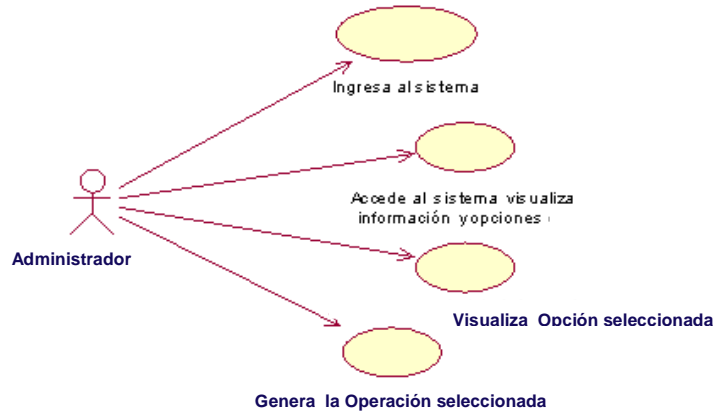 Ingresa al sistema
Accede al sistema visualiza
información y opciones
Administrador
Visualiza Opción seleccionada
Genera la Operación seleccionada